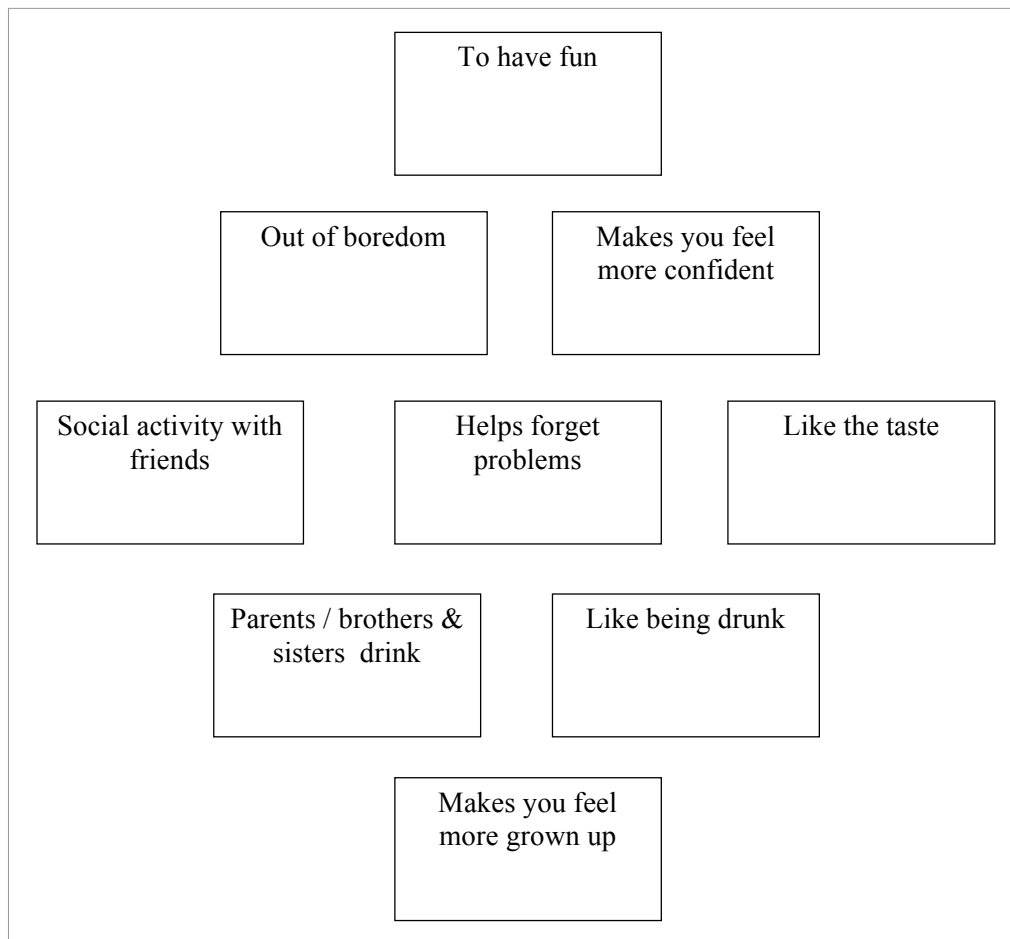 To have fun
Out of boredom
Makes you feel
more confident
Social activity with
friends
Helps forget
problems
Like the taste
Parents / brothers &
sisters  drink
Like being drunk
Makes you feel
more grown up